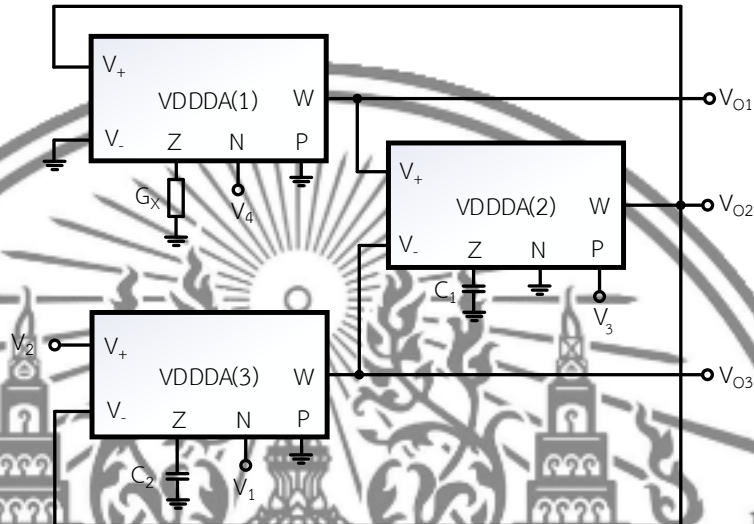 V+
VDDDA(1)
W
VO1
V-
Z
N
P
GX
V4
V+
VDDDA(2)
W
VO2
V-
Z
N
P
C1
V3
V2
V+
VDDDA(3)
W
VO3
V-
Z
N
P
C2
V1